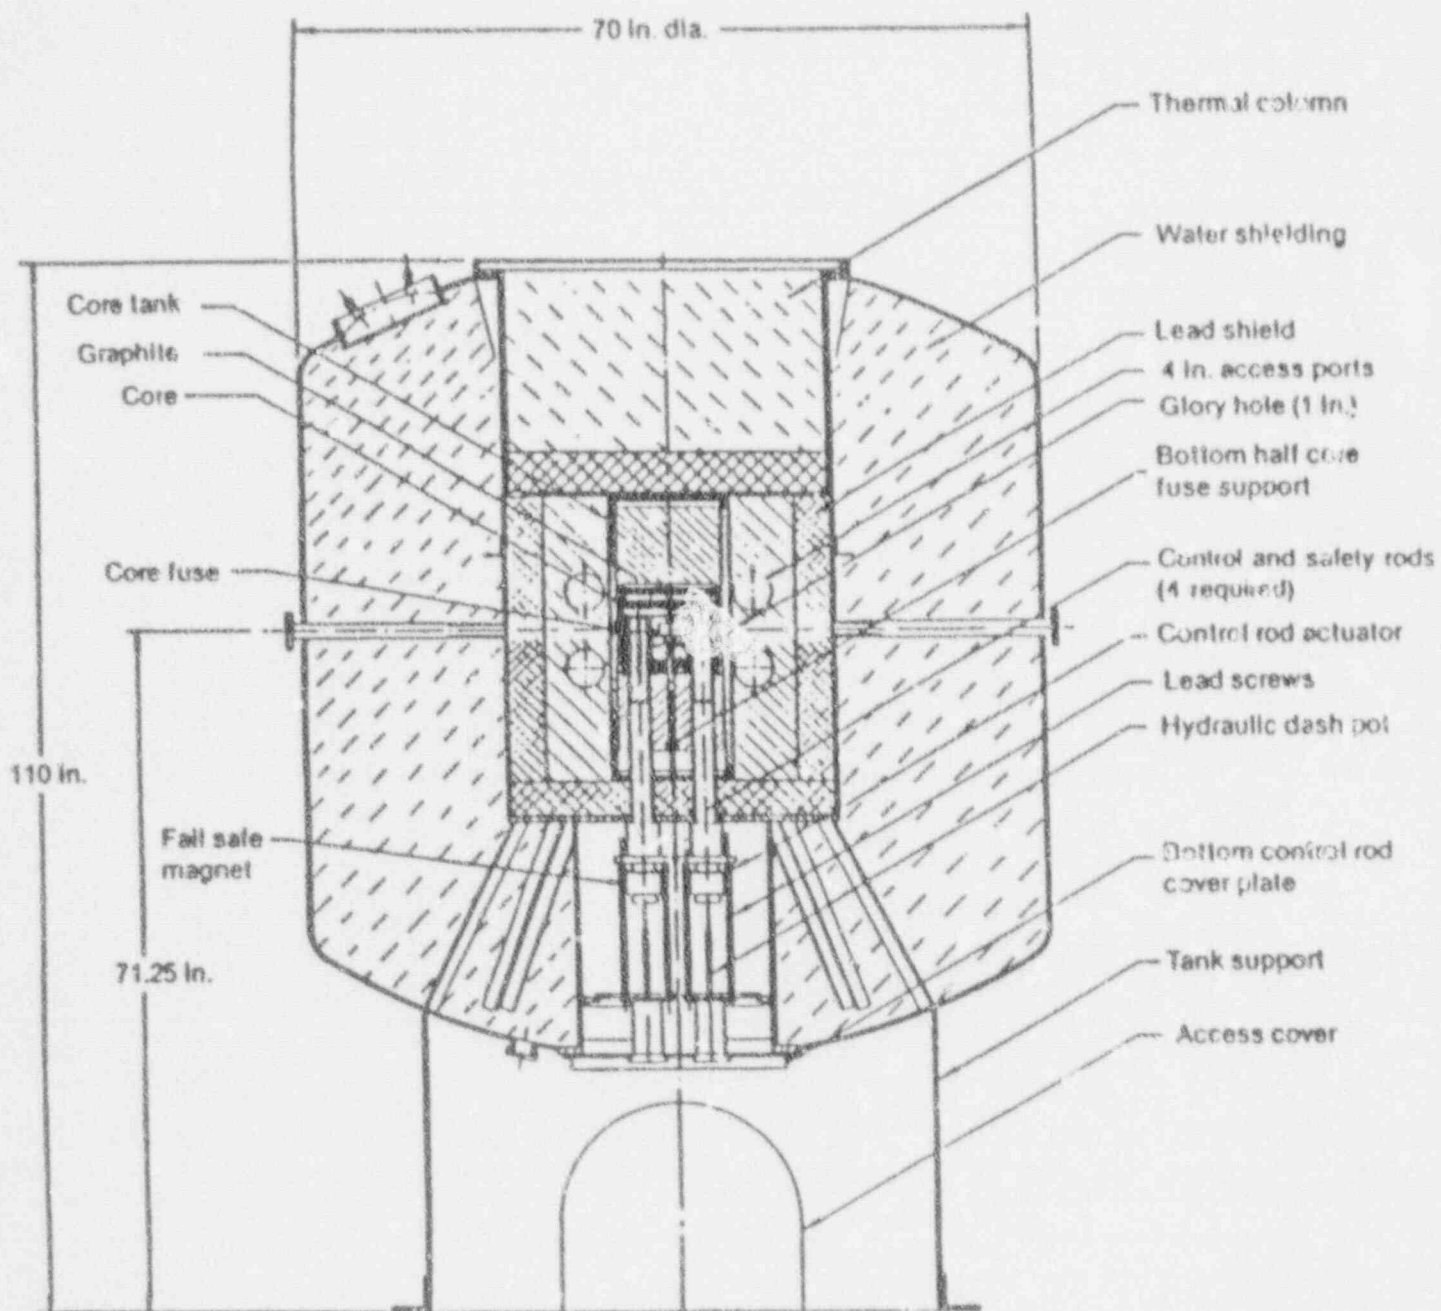 70 in. dia.
Thermal column
Water shielding
Core tank
Graphite
Core
Lead shield
4 in. access ports
Glory hole (1 in.)
Bottom half core
fuse support
Core fuse
Control and safety rods
(4 required)
Control rod actuator
Lead screws
Hydraulic dash pot
110 in.
Fail safe
magnet
Bottom control rod
cover plate
71.25 in.
Tank support
Access cover